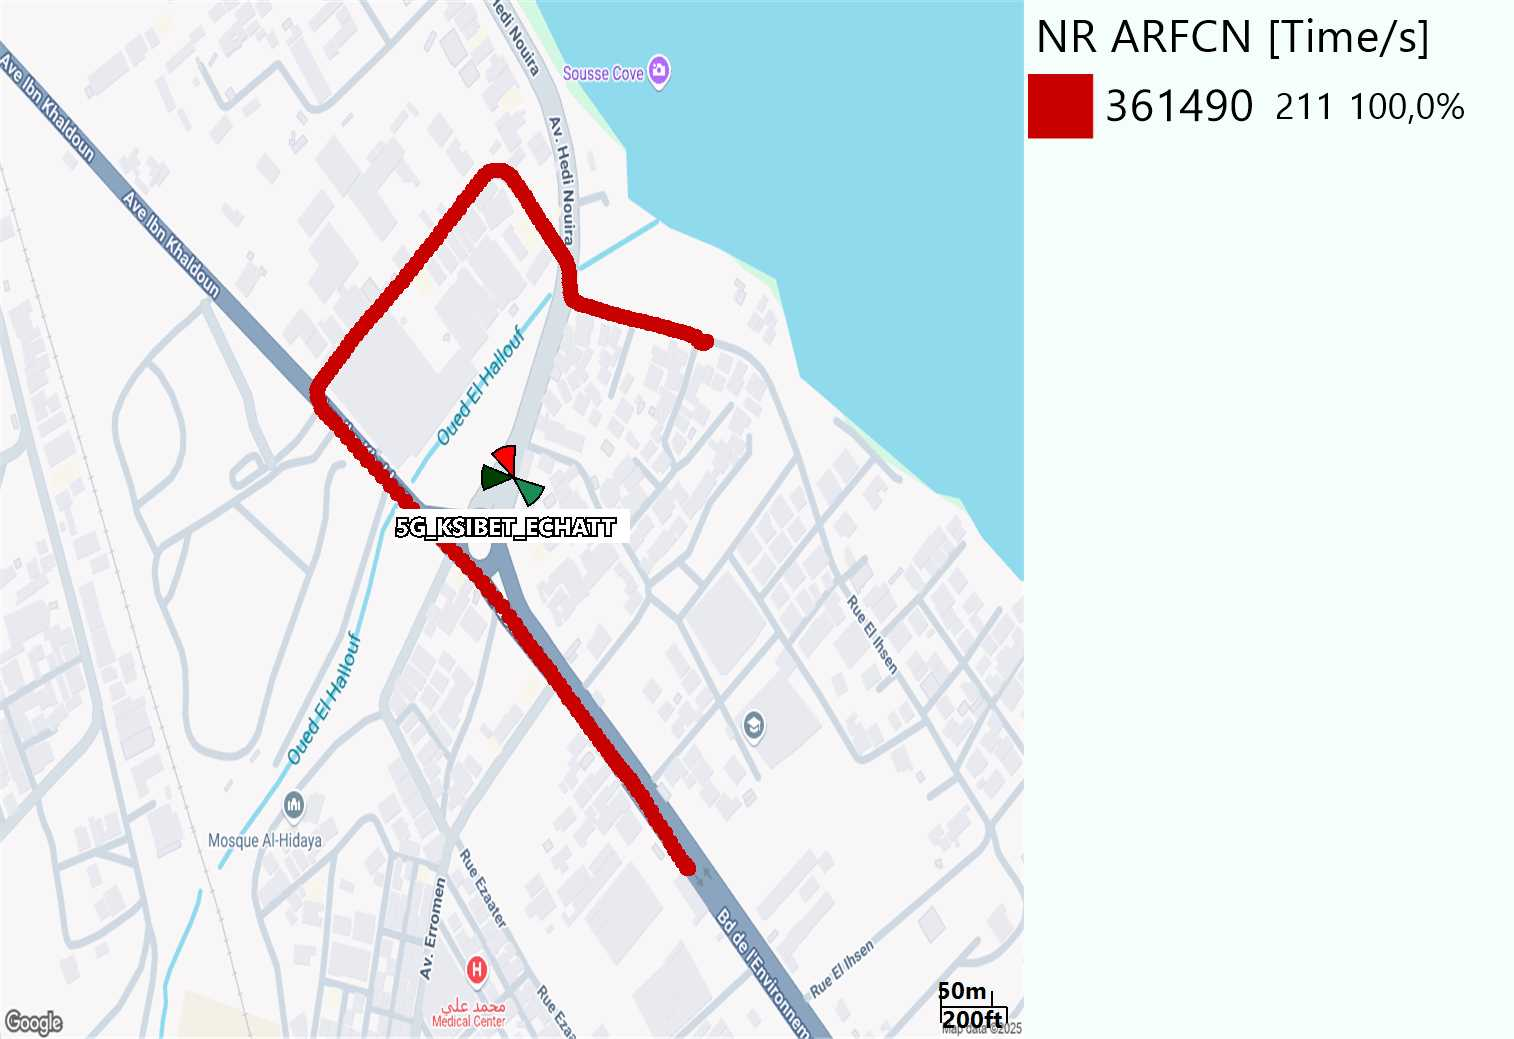 NR ARFCN [Time/s]
361490 211 100,0%
Hedi Nouira
Sousse Cove
Av. Hedi Nouira
Ave Ibn Khaldoun
Ave Ibn Khaldoun
Oued El Hallouf
5G_KSIBET_ECHATT
Rue El Ihsen
Oued El Hallouf
Mosque Al-Hidaya
Rue Ezaater
Av. Erromen
Bd de l'Environnem
Rue El Ihsen
محمد علي
Medical Center
Rue Ezaa
50m
200ft
Google
Map data ©2025